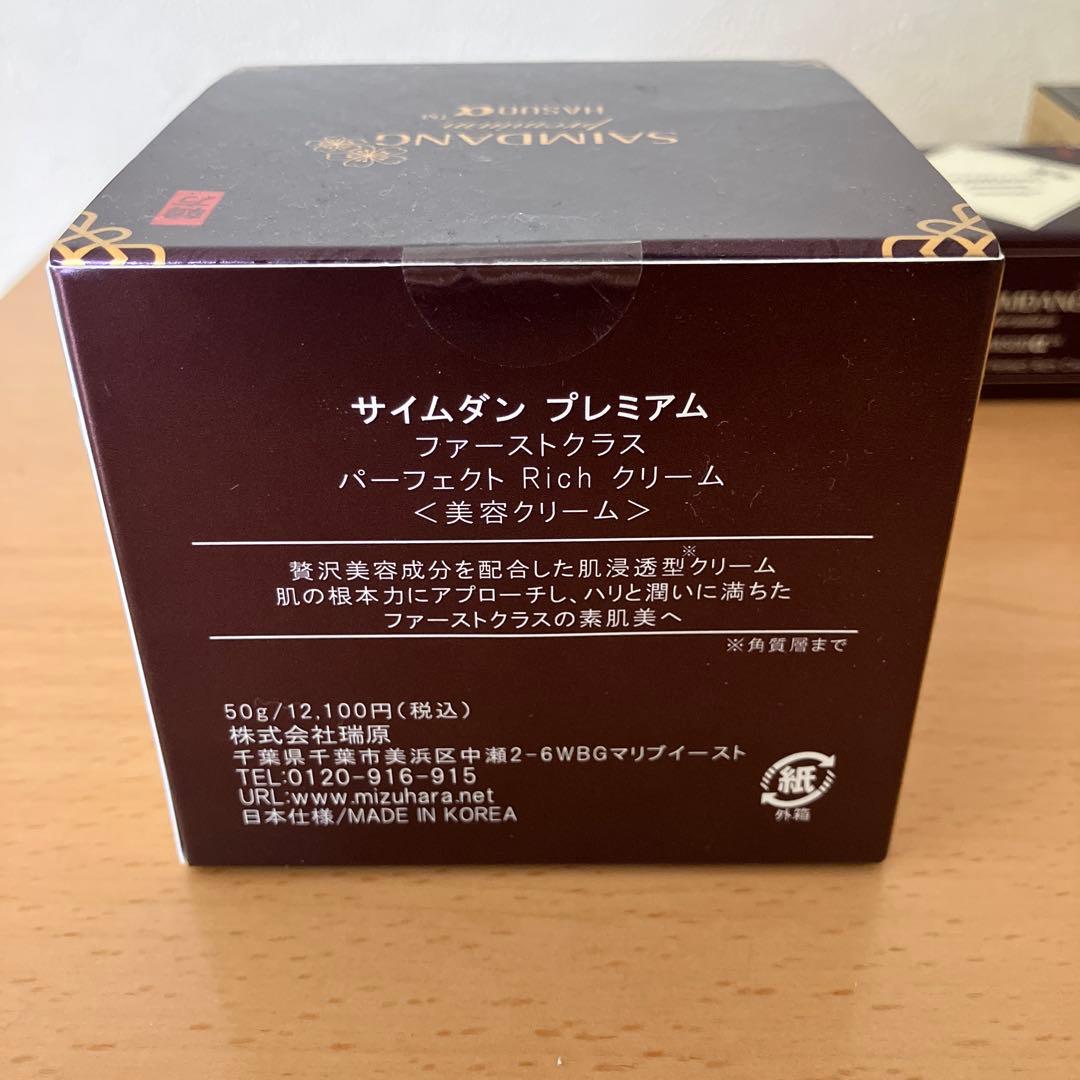 SAIMDANG
premium
HASUOα 1st
サイムダン プレミアム
ファーストクラス
パーフェクト Rich クリーム
＜美容クリーム＞
贅沢美容成分を配合した肌浸透型※クリーム
肌の根本力にアプローチし、ハリと潤いに満ちた
ファーストクラスの素肌美へ
※角質層まで
50g/12,100円(税込)
株式会社瑞原
千葉県千葉市美浜区中瀬2-6WBGマリブイースト
TEL:0120-916-915
URL:www.mizuhara.net
日本仕様/MADE IN KOREA
紙
外箱